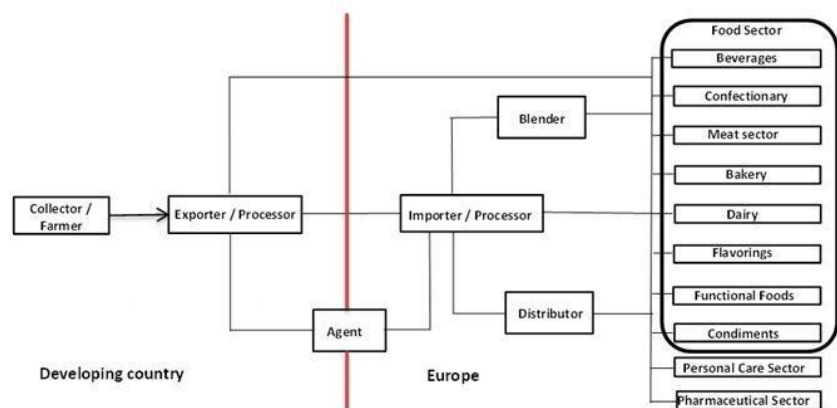 Food Sector
Beverages
Confectionary
Blender
Meat sector
Bakery
Collector /
Farmer
Exporter / Processor
Importer / Processor
Dairy
Flavorings
Functional Foods
Distributor
Agent
Condiments
Developing country
Europe
Personal Care Sector
Pharmaceutical Sector